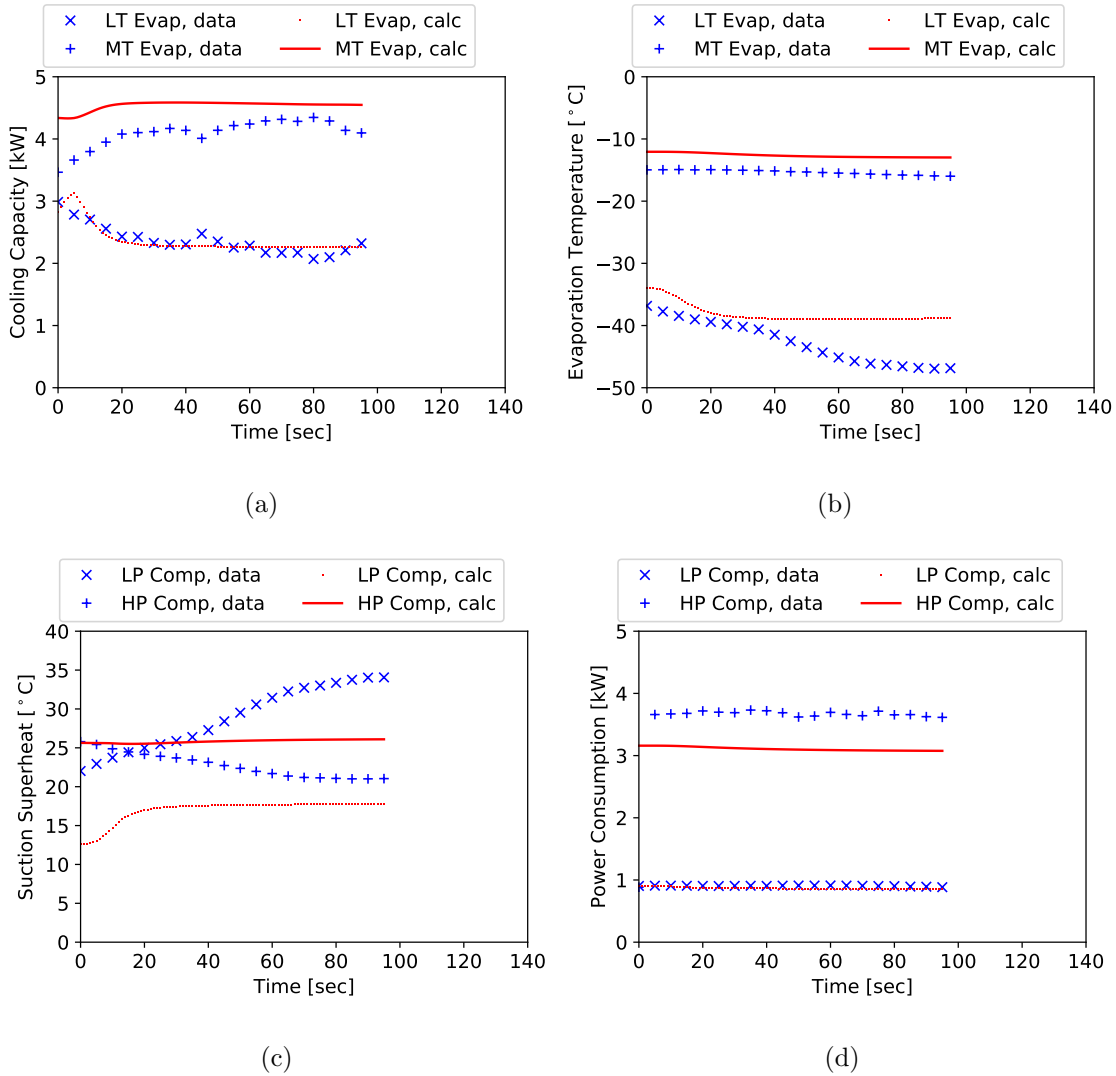 LT Evap, data LT Evap, calc LT Evap, data LT Evap, calc
MT Evap, data MT Evap, calc MT Evap, data MT Evap, calc
5
4
3
2
1
0
Cooling Capacity [kW]
0 20 40 60 80 100 120 140
Time [sec]
(a)
0
−10
−20
−30
−40
−50
Evaporation Temperature [ ° C]
0 20 40 60 80 100 120 140
Time [sec]
(b)
LP Comp, data LP Comp, calc LP Comp, data LP Comp, calc
HP Comp, data HP Comp, calc HP Comp, data HP Comp, calc
40
35
30
25
20
15
10
5
0
Suction Superheat [ ° C]
0 20 40 60 80 100 120 140
Time [sec]
(c)
5
4
3
2
1
0
Power Consumption [kW]
0 20 40 60 80 100 120 140
Time [sec]
(d)